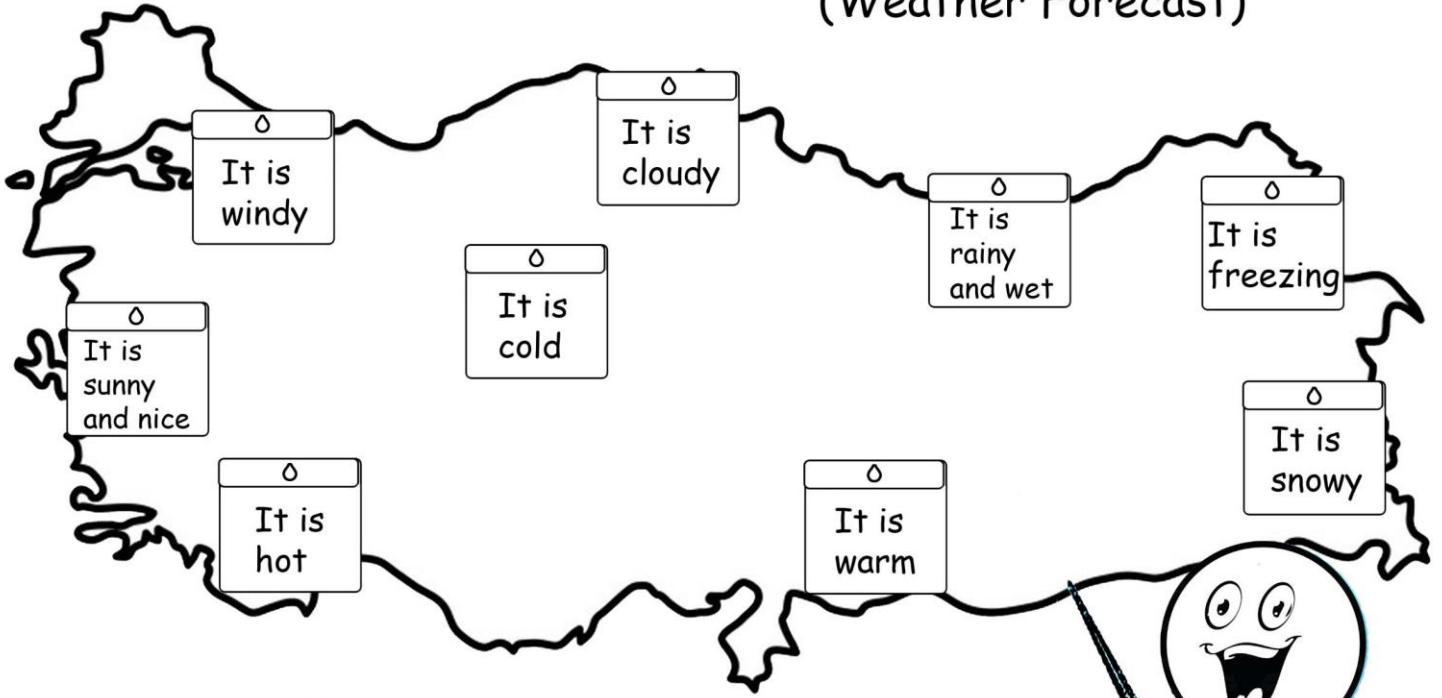 (Weather Forecast)
It is
cloudy
It is
windy
It is
rainy
and wet
It is
freezing
It is
cold
It is
sunny
and nice
It is
snowy
It is
hot
It is
warm